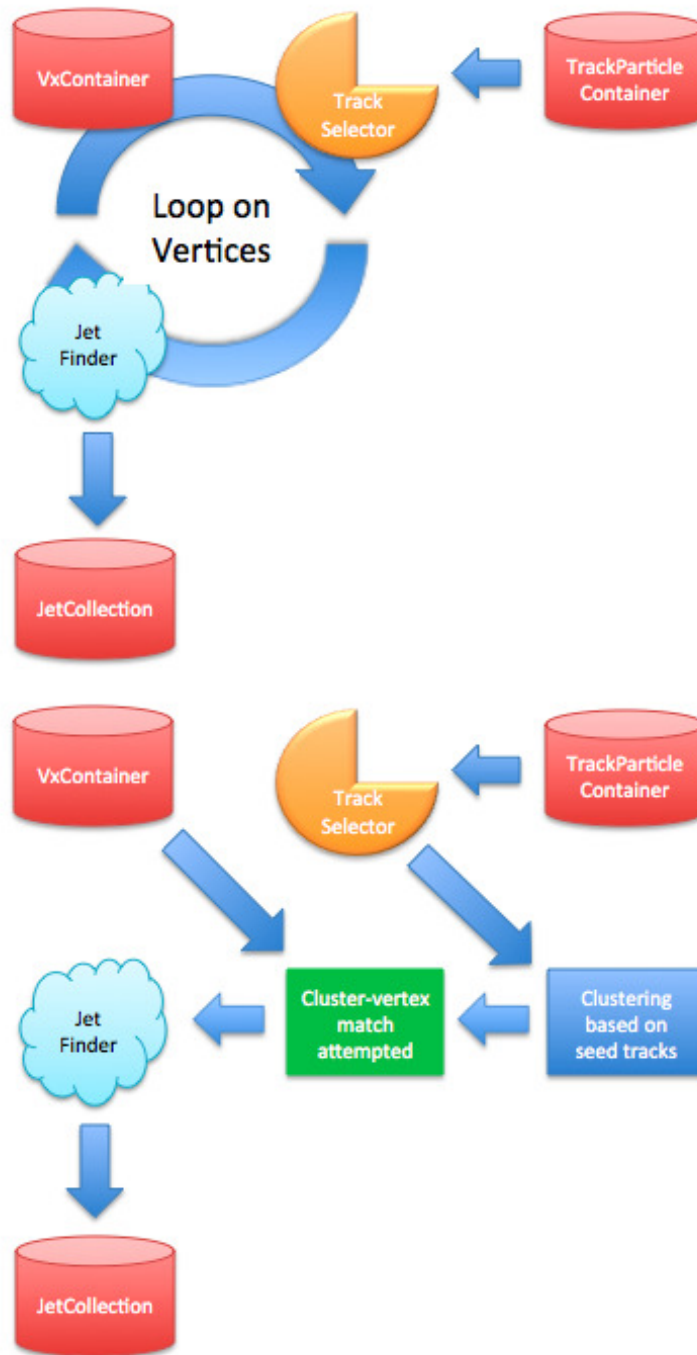 VxContainer
Track
Selector
TrackParticle
Container
Loop on
Vertices
Jet
Finder
JetCollection
VxContainer
Track
Selector
TrackParticle
Container
Jet
Finder
Cluster-vertex
match
attempted
Clustering
based on
seed tracks
JetCollection